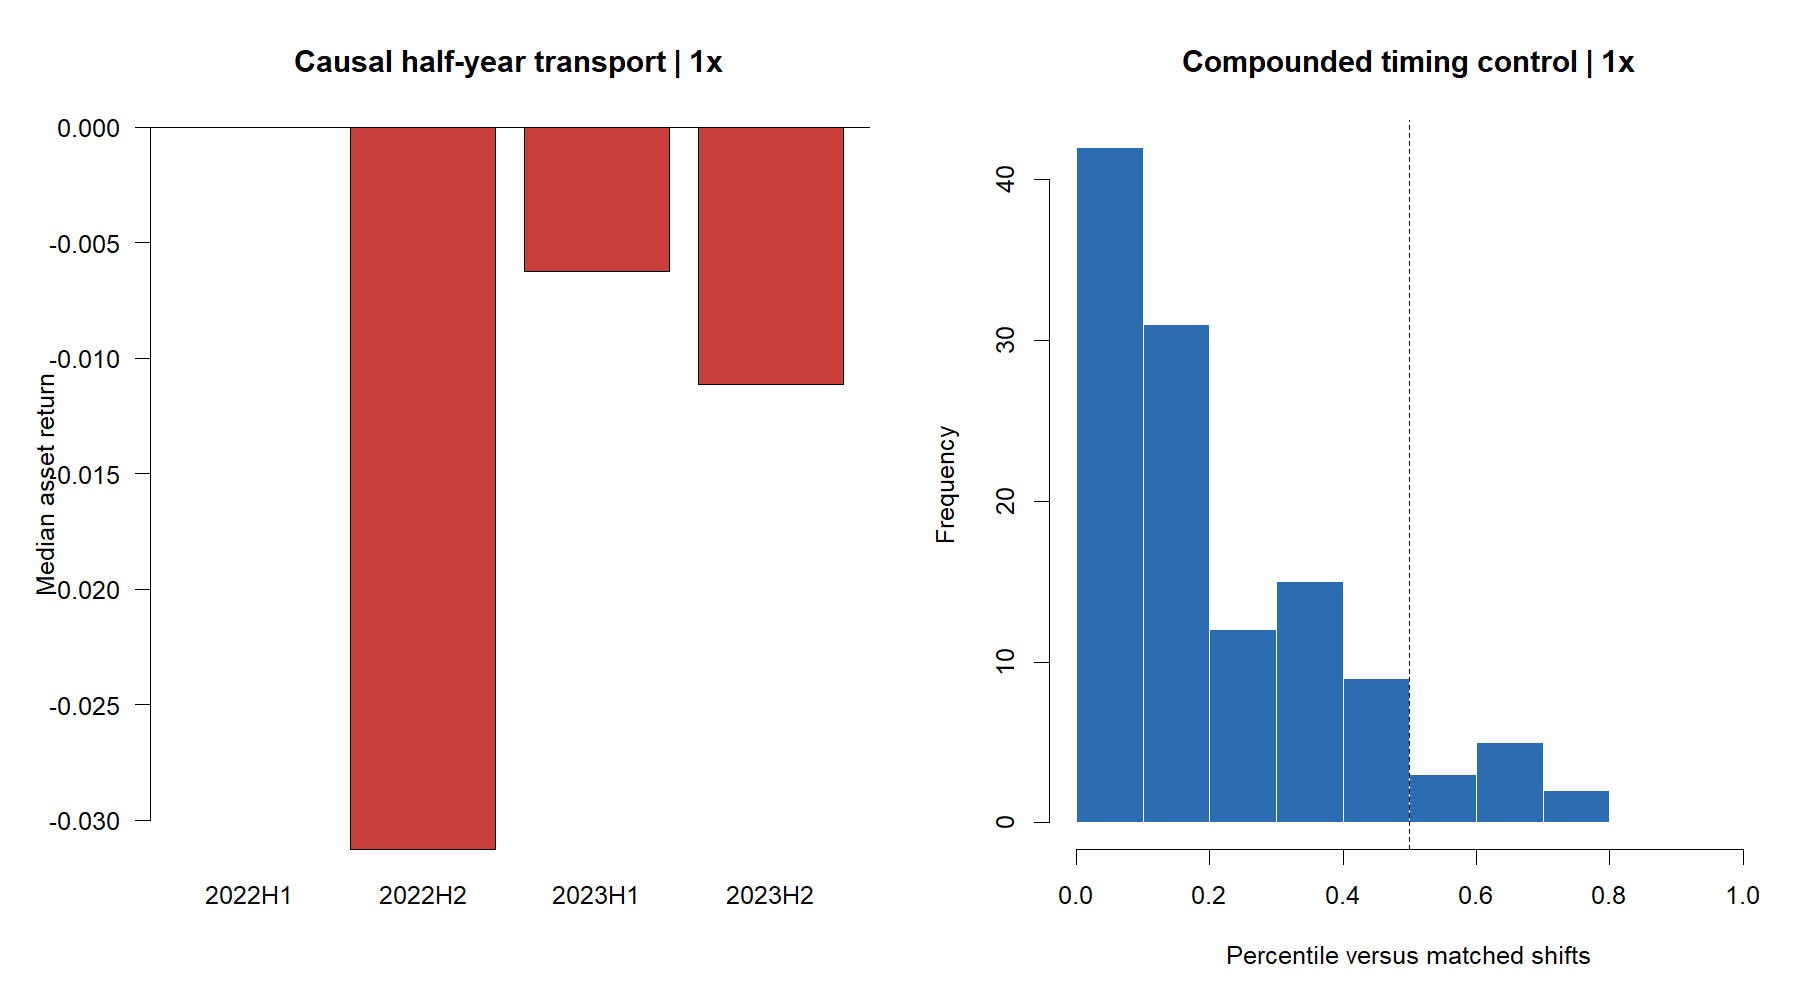 Causal half-year transport | 1x
Median asset return
0.000
-0.005
-0.010
-0.015
-0.020
-0.025
-0.030
2022H1 2022H2 2023H1 2023H2
Compounded timing control | 1x
Frequency
40
30
20
10
0
0.0 0.2 0.4 0.6 0.8 1.0
Percentile versus matched shifts